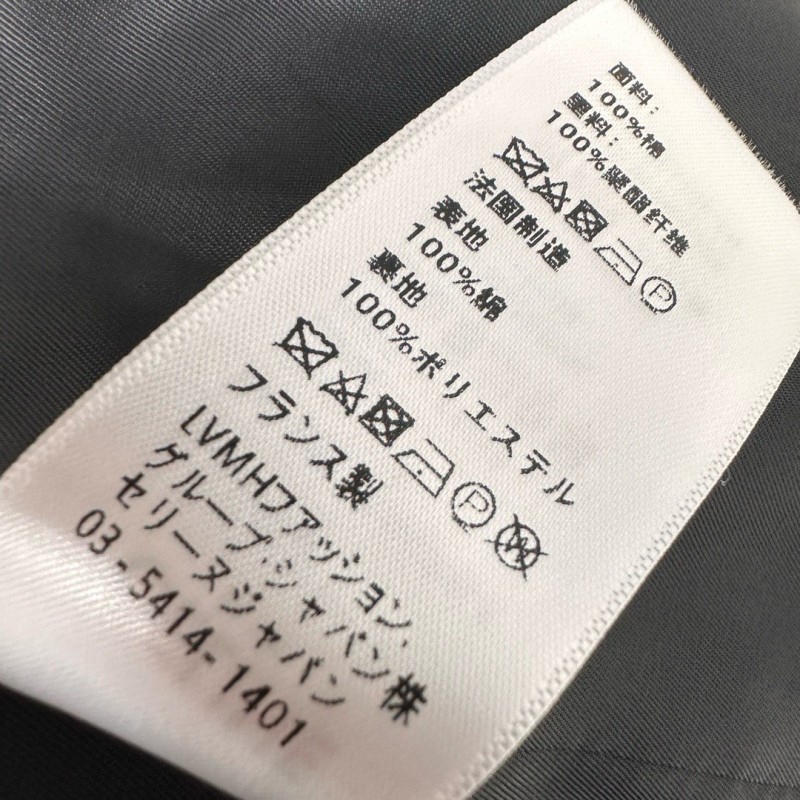 面料：
100%棉
里料：
100%聚酯纤维
法国制造
表地
100%綿
裏地
100%ポリエステル
フランス製
LVMHファッション.
グループ.ジャパン株
セリーヌジャパン
03-5414-1401